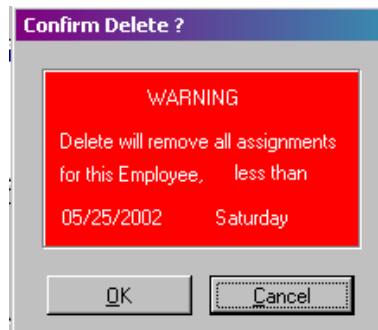 Confirm Delete ?
WARNING
Delete will remove all assignments
for this Employee, less than
05/25/2002 Saturday
OK Cancel